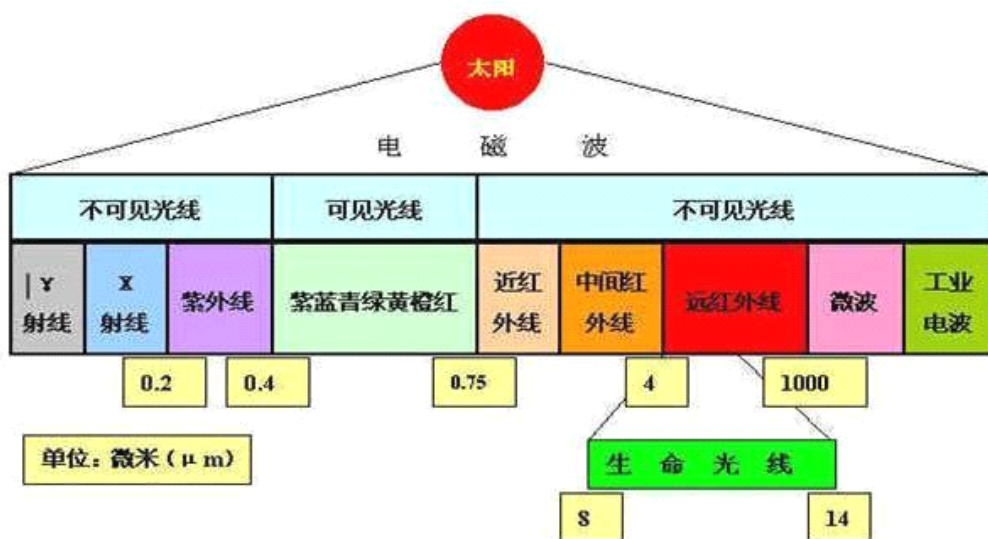 太阳
电 磁 波
不可见光线 可见光线 不可见光线
| Y 射线
X 射线
紫外线
紫蓝青绿黄橙红
近红外线
中间红外线
远红外线
微波
工业电波
0.2 0.4 0.75 4 1000
单位：微米（μm）
生 命 光 线
8 14